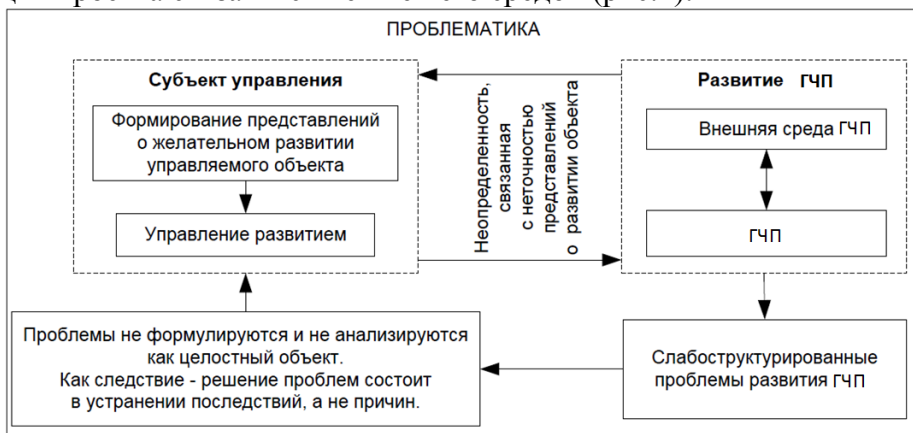 ПРОБЛЕМАТИКА
Субъект управления
Формирование представлений
о желательном развитии
управляемого объекта
Управление развитием
Неопределенность,
связанная
с неточностью
представлений
о развитии объекта
Развитие ГЧП
Внешняя среда ГЧП
ГЧП
Проблемы не формулируются и не анализируются
как целостный объект.
Как следствие - решение проблем состоит
в устранении последствий, а не причин.
Слабоструктурированные
проблемы развития ГЧП